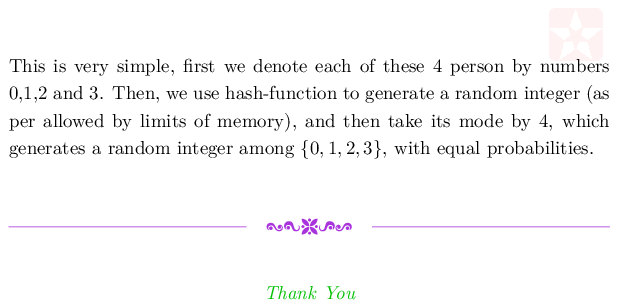 This is very simple, first we denote each of these 4 person by numbers
0,1,2 and 3. Then, we use hash-function to generate a random integer (as
per allowed by limits of memory), and then take its mode by 4, which
generates a random integer among {0, 1, 2, 3}, with equal probabilities.
Thank You